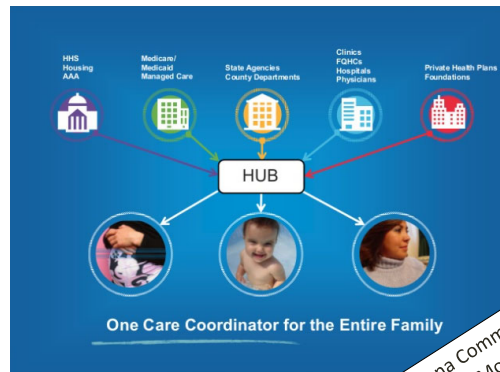 HHS
Housing
AAA
Medicare/
Medicaid
Managed Care
State Agencies
County Departments
Clinics
FQHCs
Hospitals
Physicians
Private Health Plans
Foundations
HUB
One Care Coordinator for the Entire Family